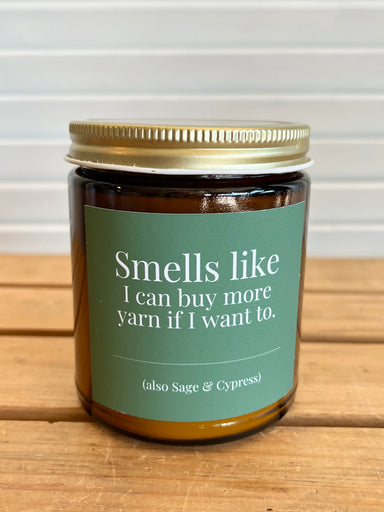 Smells like
I can buy more
yarn if I want to.
(also Sage & Cypress)